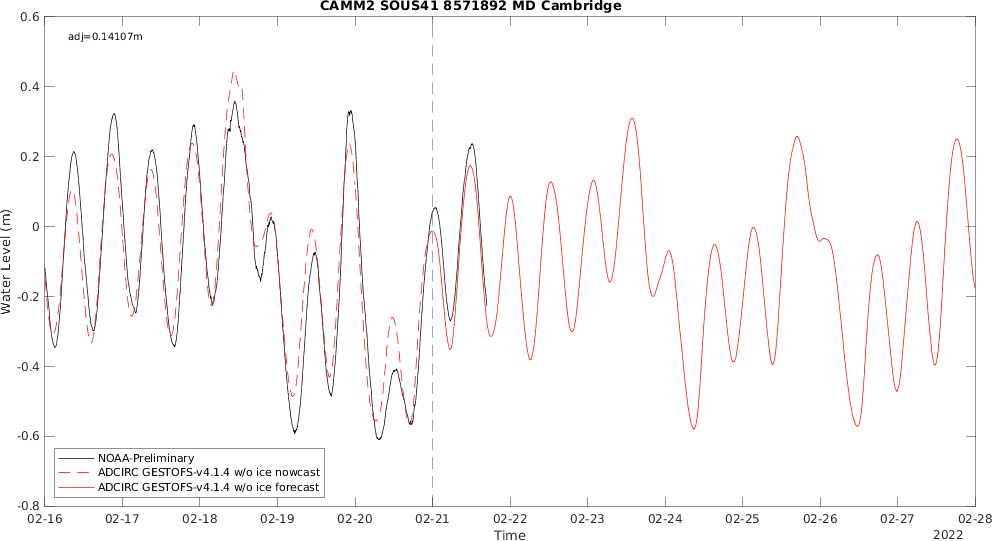 CAMM2 SOUS41 8571892 MD Cambridge
adj=0.14107m
0.6
0.4
0.2
0
-0.2
-0.4
-0.6
-0.8
Water Level (m)
NOAA-Preliminary
ADCIRC GESTOFS-v4.1.4 w/o ice nowcast
ADCIRC GESTOFS-v4.1.4 w/o ice forecast
02-16 02-17 02-18 02-19 02-20 02-21 02-22 02-23 02-24 02-25 02-26 02-27 02-28
Time
2022